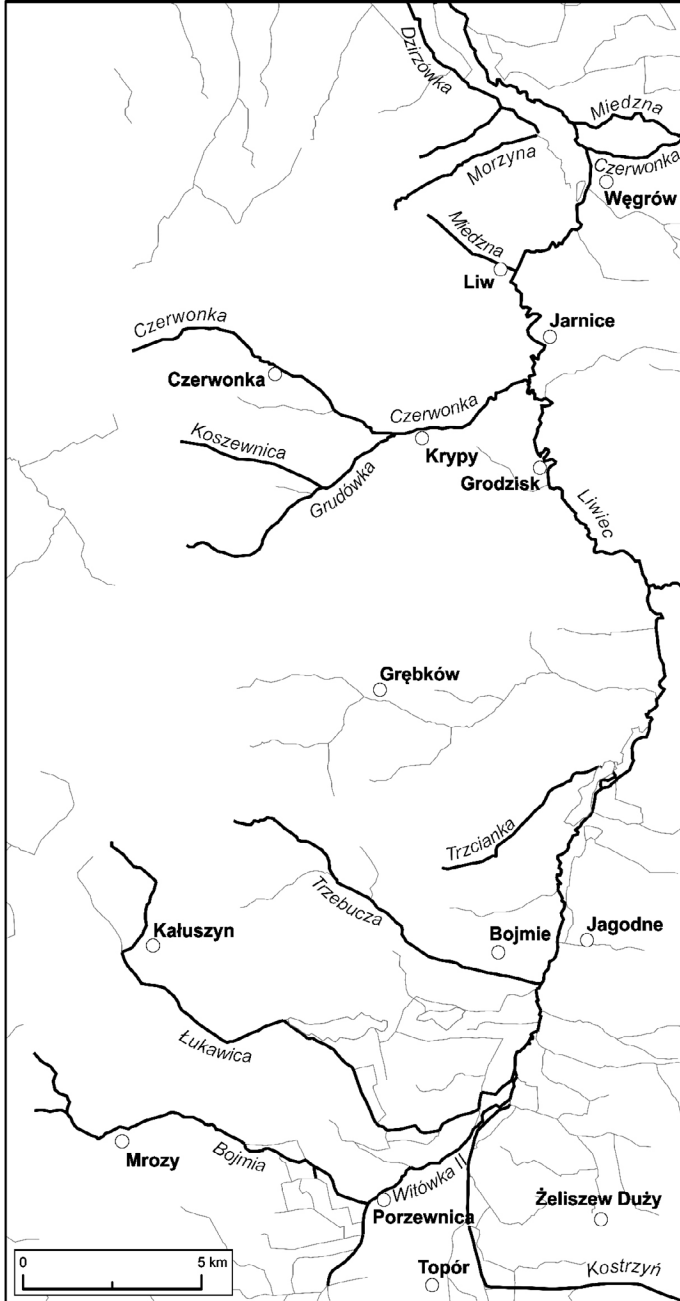 Dzirzówka
Miedzna
Morzyna
Czerwonka
Węgrów
Miedzna
Liw
Czerwonka
Jarnice
Czerwonka
Czerwonka
Koszewnica
Krypy
Grudówka
Grodzisk
Liwiec
Grębków
Trzcianka
Trzebucza
Kałuszyn
Bojmie
Jagodne
Łukawica
Mrozy
Bojmia
Witówka II
Porzewnica
Żeliszew Duży
Topór
Kostrzyń
0 5 km